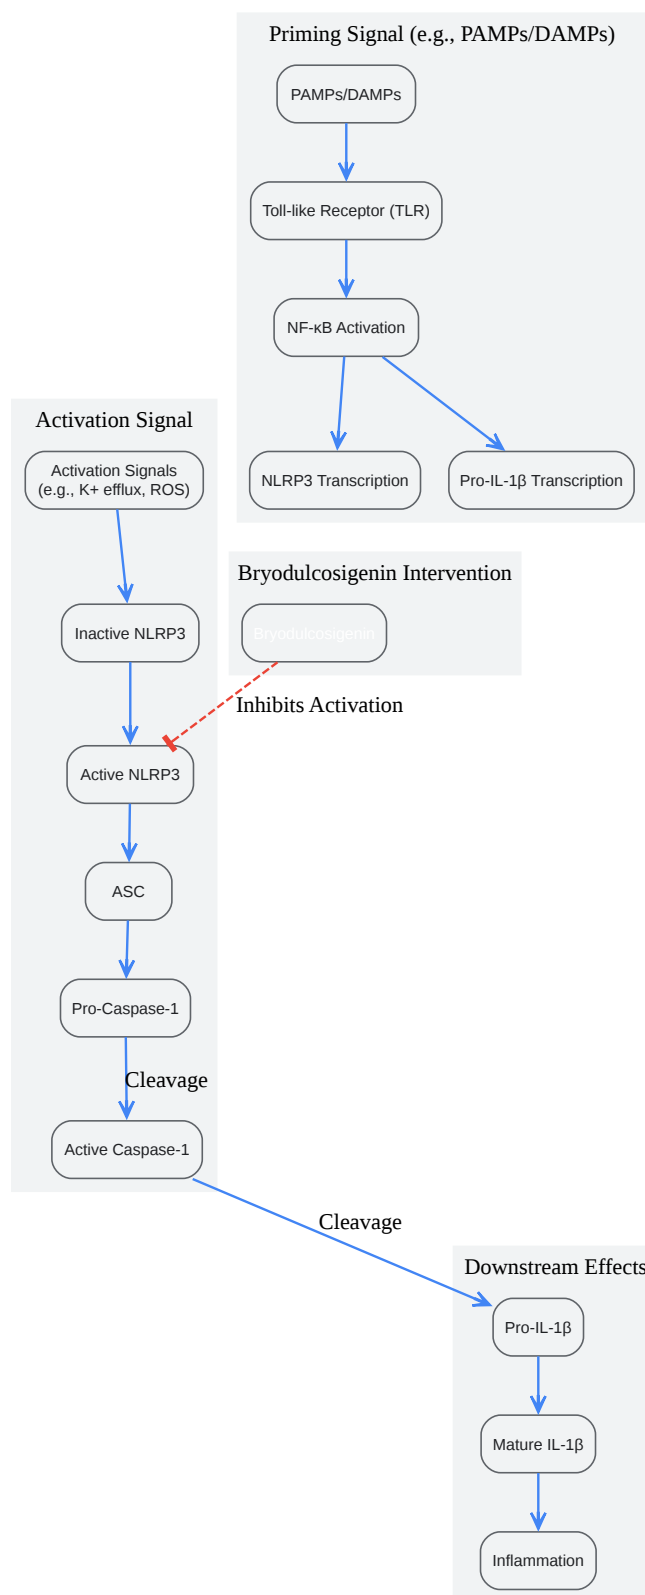 Priming Signal (e.g., PAMPs/DAMPs)
PAMPs/DAMPs
Toll-like Receptor (TLR)
NF-κB Activation
NLRP3 Transcription
Pro-IL-1β Transcription
Activation Signal
Activation Signals
(e.g., K+ efflux, ROS)
Inactive NLRP3
Bryodulcosigenin Intervention
Bryodulcosigenin
Inhibits Activation
Active NLRP3
ASC
Pro-Caspase-1
Cleavage
Active Caspase-1
Cleavage
Downstream Effects
Pro-IL-1β
Mature IL-1β
Inflammation